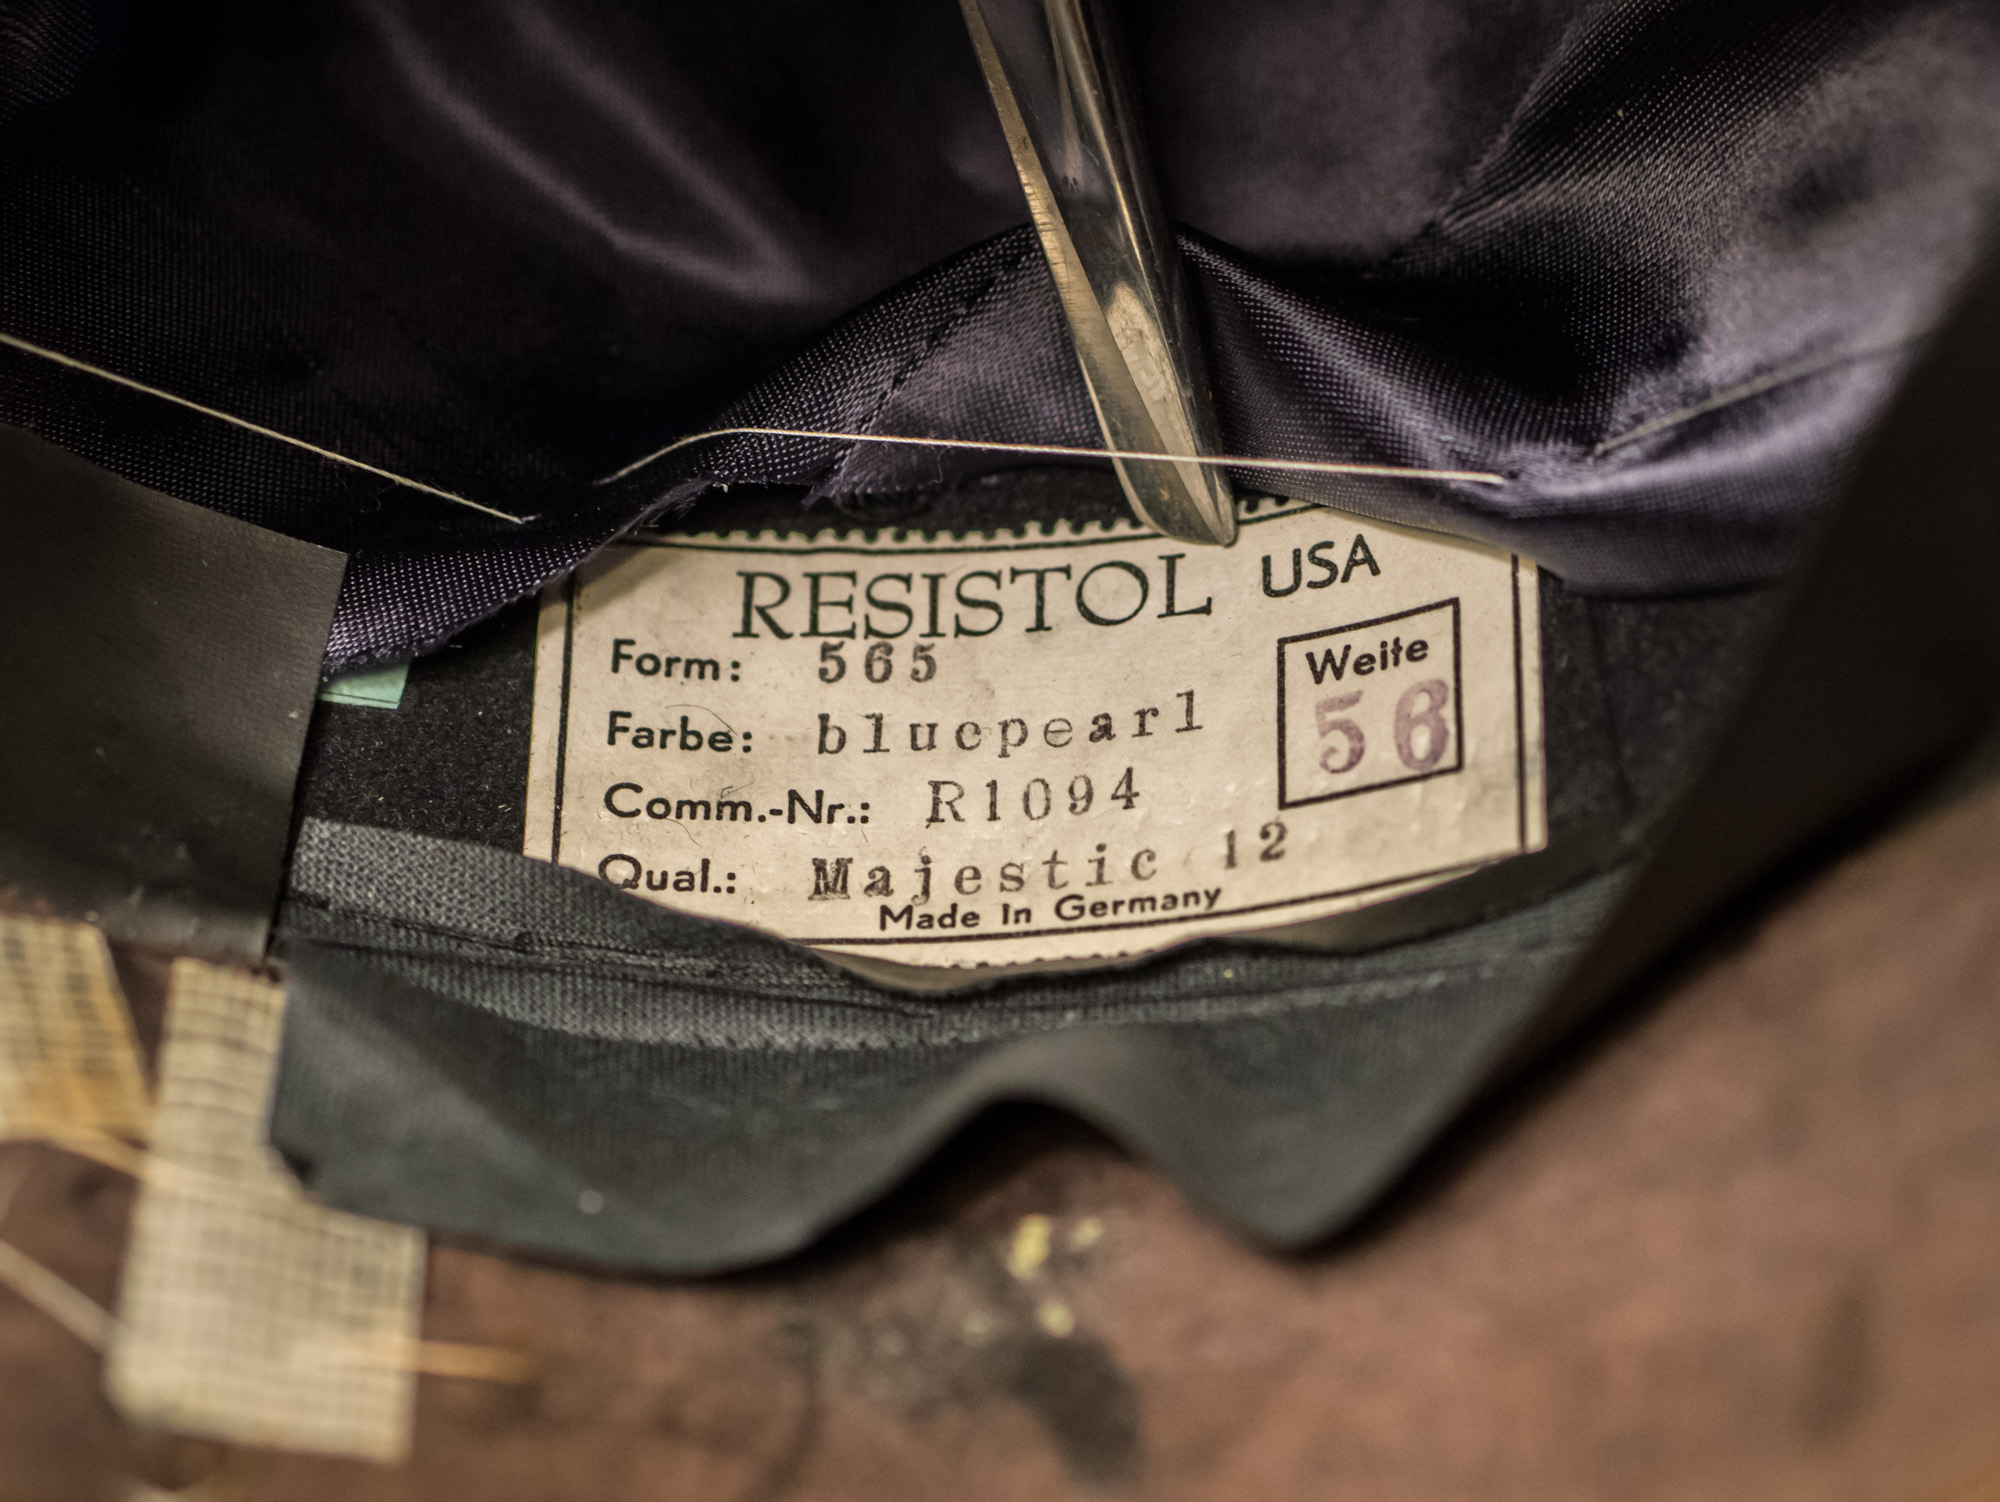 RESISTOL USA
Form: 565
Weite
56
Farbe: bluepearl
Comm.-Nr.: R1094
Qual.: Majestic 12
Made In Germany